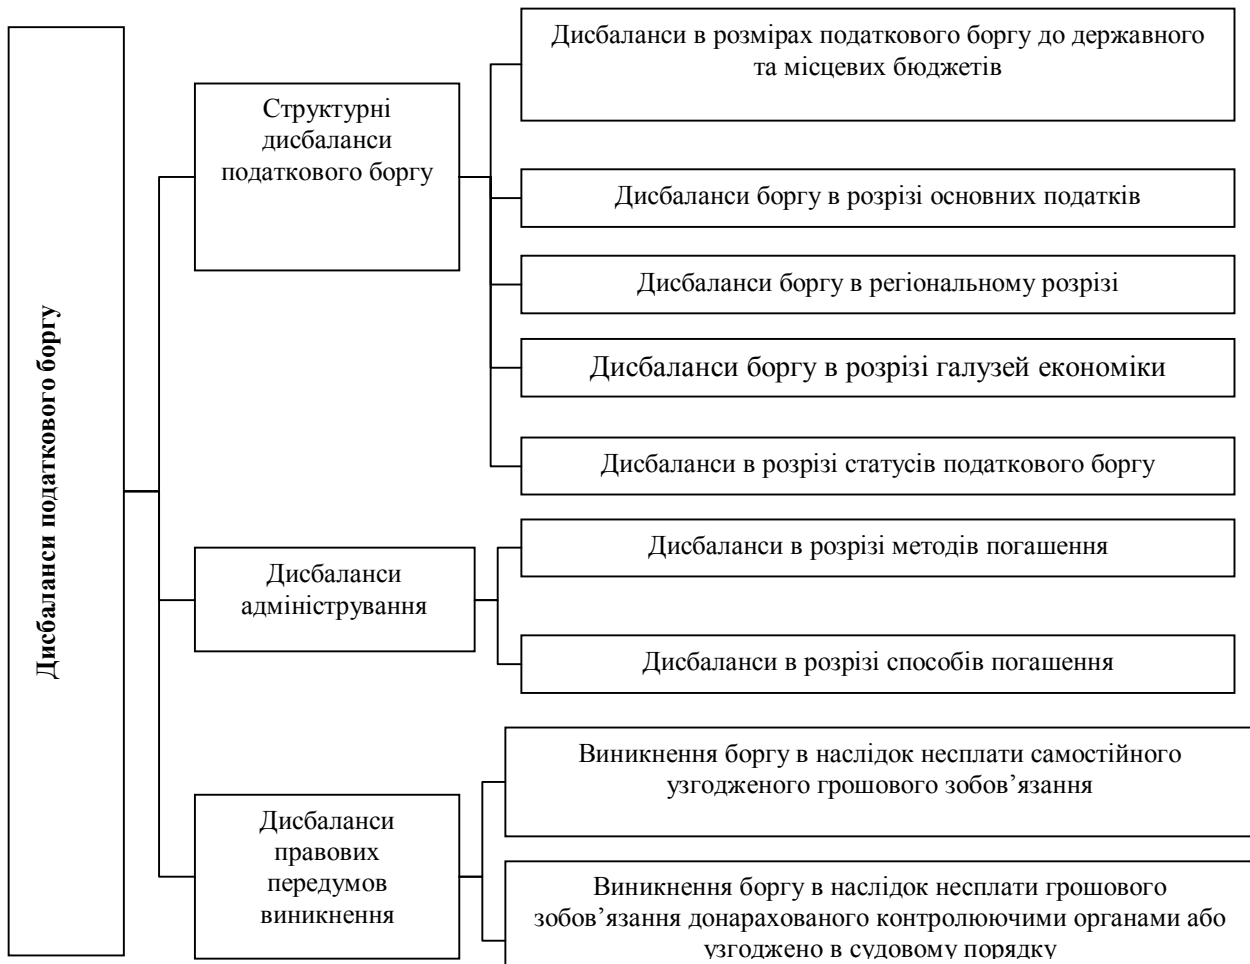 Дисбаланси податкового боргу
Структурні
дисбаланси
податкового боргу
Дисбаланси в розмірах податкового боргу до державного
та місцевих бюджетів
Дисбаланси боргу в розрізі основних податків
Дисбаланси боргу в регіональному розрізі
Дисбаланси боргу в розрізі галузей економіки
Дисбаланси в розрізі статусів податкового боргу
Дисбаланси
адміністрування
Дисбаланси в розрізі методів погашення
Дисбаланси в розрізі способів погашення
Дисбаланси
правових
передумов
виникнення
Виникнення боргу в наслідок несплати самостійного
узгодженого грошового зобов’язання
Виникнення боргу в наслідок несплати грошового
зобов’язання донарахованого контролюючими органами або
узгоджено в судовому порядку